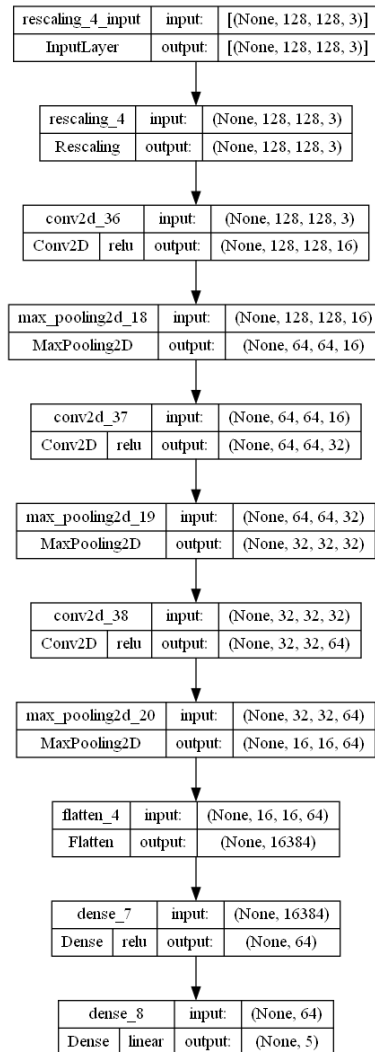 rescaling_4_input input: [(None, 128, 128, 3)]
InputLayer output: [(None, 128, 128, 3)]
rescaling_4 input: (None, 128, 128, 3)
Rescaling output: (None, 128, 128, 3)
conv2d_36 input: (None, 128, 128, 3)
Conv2D relu output: (None, 128, 128, 16)
max_pooling2d_18 input: (None, 128, 128, 16)
MaxPooling2D output: (None, 64, 64, 16)
conv2d_37 input: (None, 64, 64, 16)
Conv2D relu output: (None, 64, 64, 32)
max_pooling2d_19 input: (None, 64, 64, 32)
MaxPooling2D output: (None, 32, 32, 32)
conv2d_38 input: (None, 32, 32, 32)
Conv2D relu output: (None, 32, 32, 64)
max_pooling2d_20 input: (None, 32, 32, 64)
MaxPooling2D output: (None, 16, 16, 64)
flatten_4 input: (None, 16, 16, 64)
Flatten output: (None, 16384)
dense_7 input: (None, 16384)
Dense relu output: (None, 64)
dense_8 input: (None, 64)
Dense linear output: (None, 5)